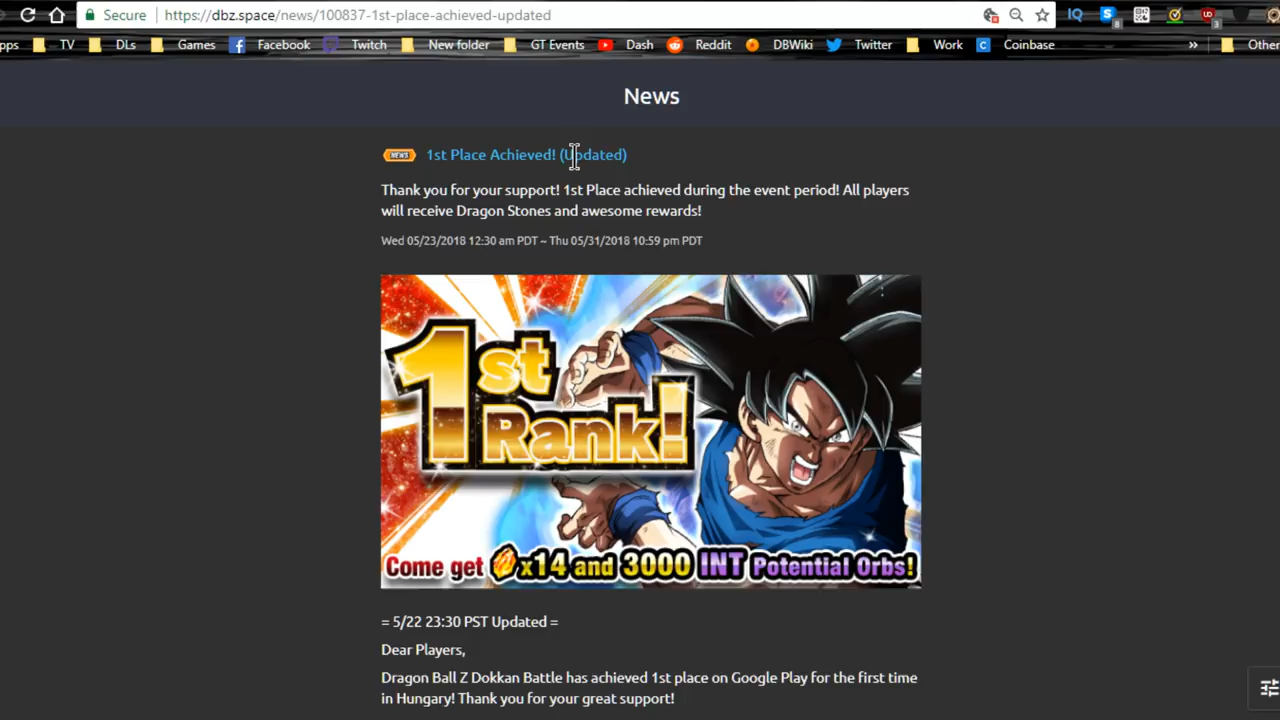 Secure https://dbz.space/news/100837-1st-place-achieved-updated
TV DLs Games Facebook Twitch New folder GT Events Dash Reddit DBWiki Twitter Work Coinbase » Other
News
NEWS 1st Place Achieved! (Updated)
Thank you for your support! 1st Place achieved during the event period! All players
will receive Dragon Stones and awesome rewards!
Wed 05/23/2018 12:30 am PDT ~ Thu 05/31/2018 10:59 pm PDT
1st
Rank!
Come get x14 and 3000 INT Potential Orbs!
= 5/22 23:30 PST Updated =
Dear Players,
Dragon Ball Z Dokkan Battle has achieved 1st place on Google Play for the first time
in Hungary! Thank you for your great support!